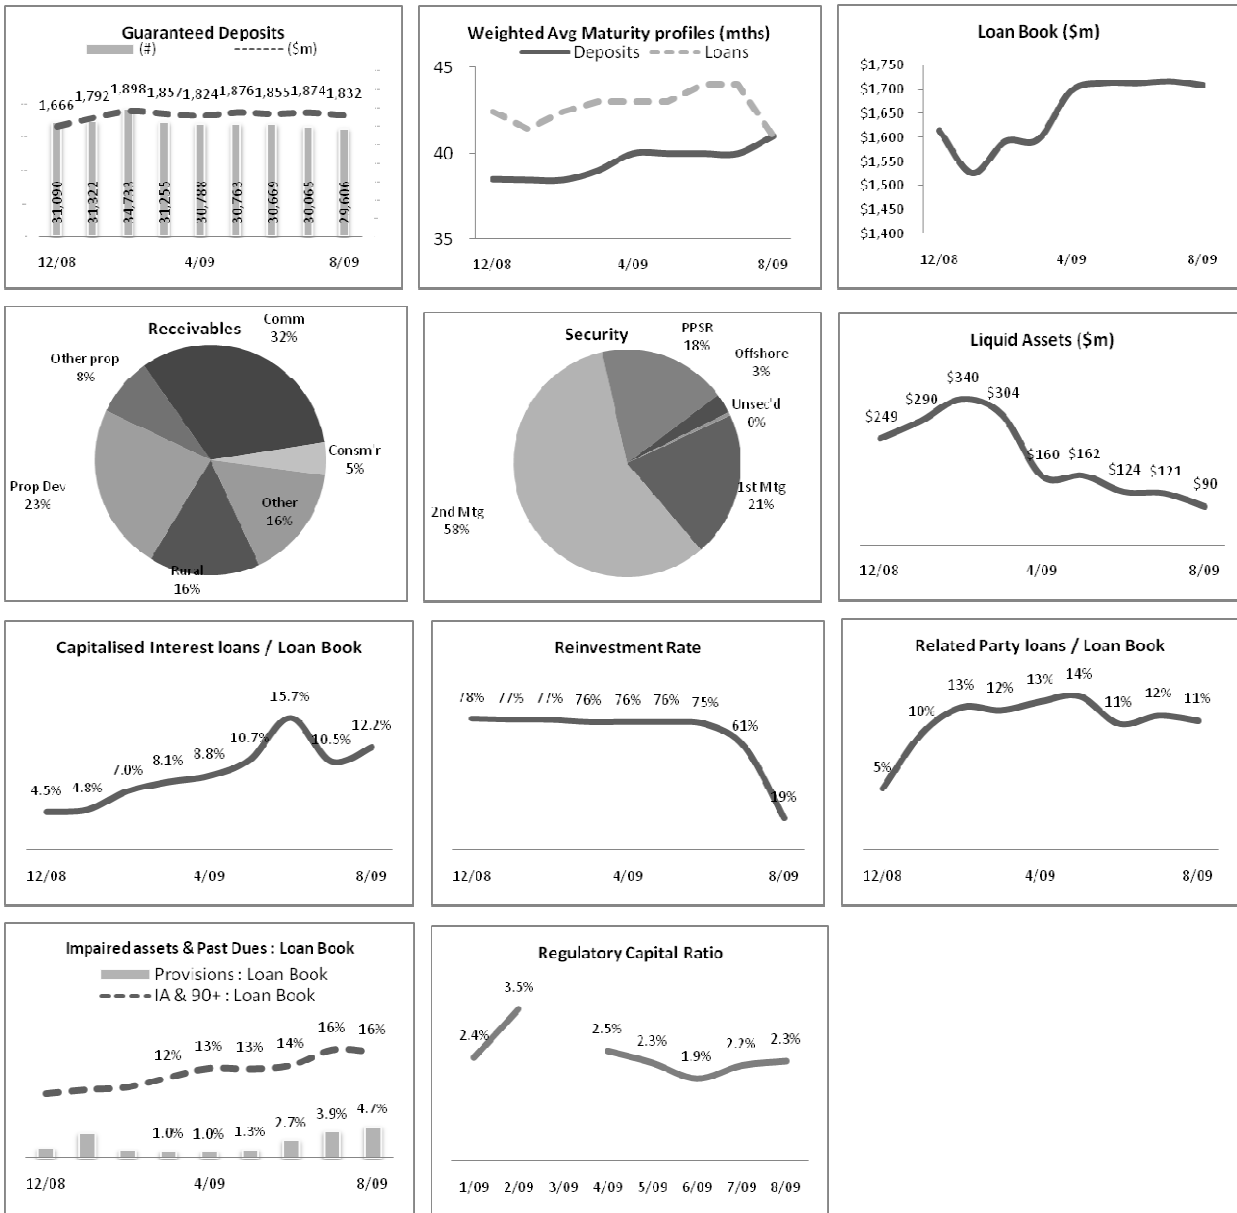 Guaranteed Deposits
(#) ($m)
1,666 1,792 1,898 1,857 1,824 1,876 1,855 1,874 1,832
31,090 31,322 34,733 31,255 30,788 30,763 30,669 30,065 29,606
12/08 4/09 8/09
Weighted Avg Maturity profiles (mths)
Deposits Loans
45
40
35
12/08 4/09 8/09
Loan Book ($m)
$1,750
$1,700
$1,650
$1,600
$1,550
$1,500
$1,450
$1,400
12/08 4/09 8/09
Receivables
Comm
32%
Other prop
8%
Consm'r
5%
Prop Dev
23%
Other
16%
Rural
16%
Security
PPSR
18%
Offshore
3%
Unsec'd
0%
1st Mtg
21%
2nd Mtg
58%
Liquid Assets ($m)
$249 $290 $340 $304 $160 $162 $124 $121 $90
12/08 4/09 8/09
Capitalised Interest loans / Loan Book
4.5% 4.8% 7.0% 8.1% 8.8% 10.7% 15.7% 10.5% 12.2%
12/08 4/09 8/09
Reinvestment Rate
78% 77% 77% 76% 76% 76% 75% 61% 19%
12/08 4/09 8/09
Related Party loans / Loan Book
5% 10% 13% 12% 13% 14% 11% 12% 11%
12/08 4/09 8/09
Impaired assets & Past Dues : Loan Book
Provisions : Loan Book
IA & 90+ : Loan Book
12% 13% 13% 14% 16% 16%
1.0% 1.0% 1.3% 2.7% 3.9% 4.7%
12/08 4/09 8/09
Regulatory Capital Ratio
2.4% 3.5% 2.5% 2.3% 1.9% 2.2% 2.3%
1/09 2/09 3/09 4/09 5/09 6/09 7/09 8/09